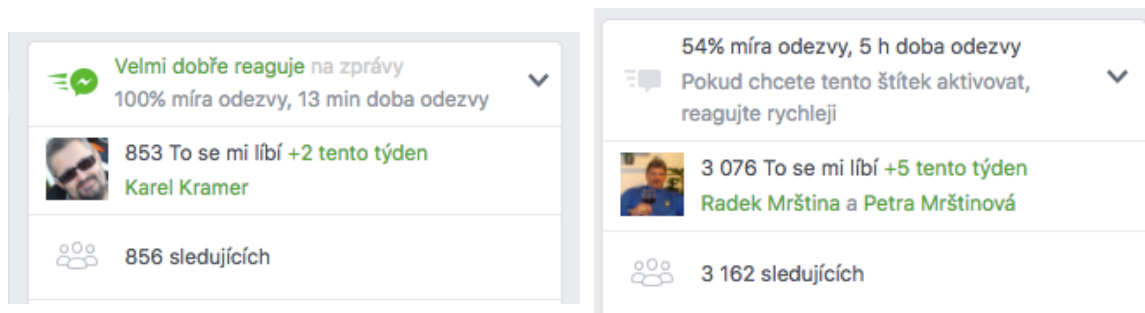 Velmi dobře reaguje na zprávy
100% míra odezvy, 13 min doba odezvy
853 To se mi líbí +2 tento týden
Karel Kramer
856 sledujících
54% míra odezvy, 5 h doba odezvy
Pokud chcete tento štítek aktivovat,
reagujte rychleji
3 076 To se mi líbí +5 tento týden
Radek Mrština a Petra Mrštinová
3 162 sledujících